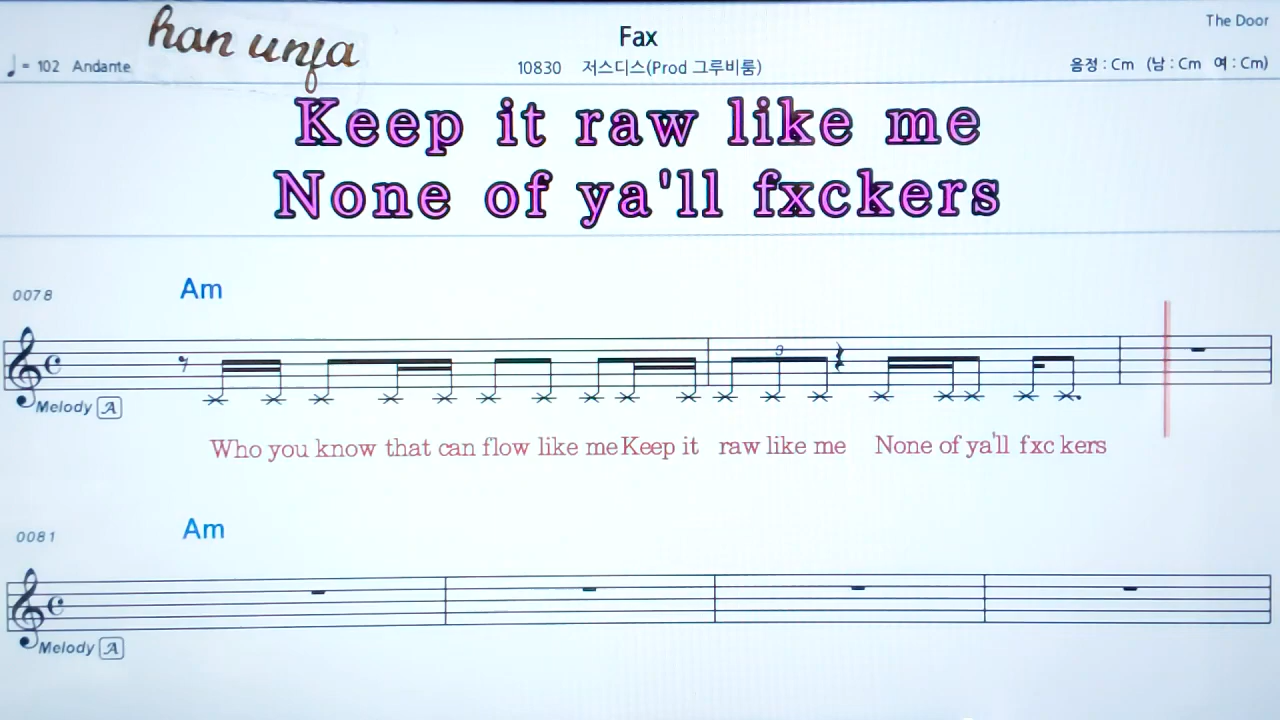 han unja
Fax
The Door
♩ = 102 Andante
10830 저스디스(Prod 그루비룸)
음정 : Cm (남 : Cm 여 : Cm)
Keep it raw like me
None of ya'll fxckers
0078
Am
3
Melody A
Who you know that can flow like me Keep it raw like me None of ya'll fxc kers
0081
Am
Melody A